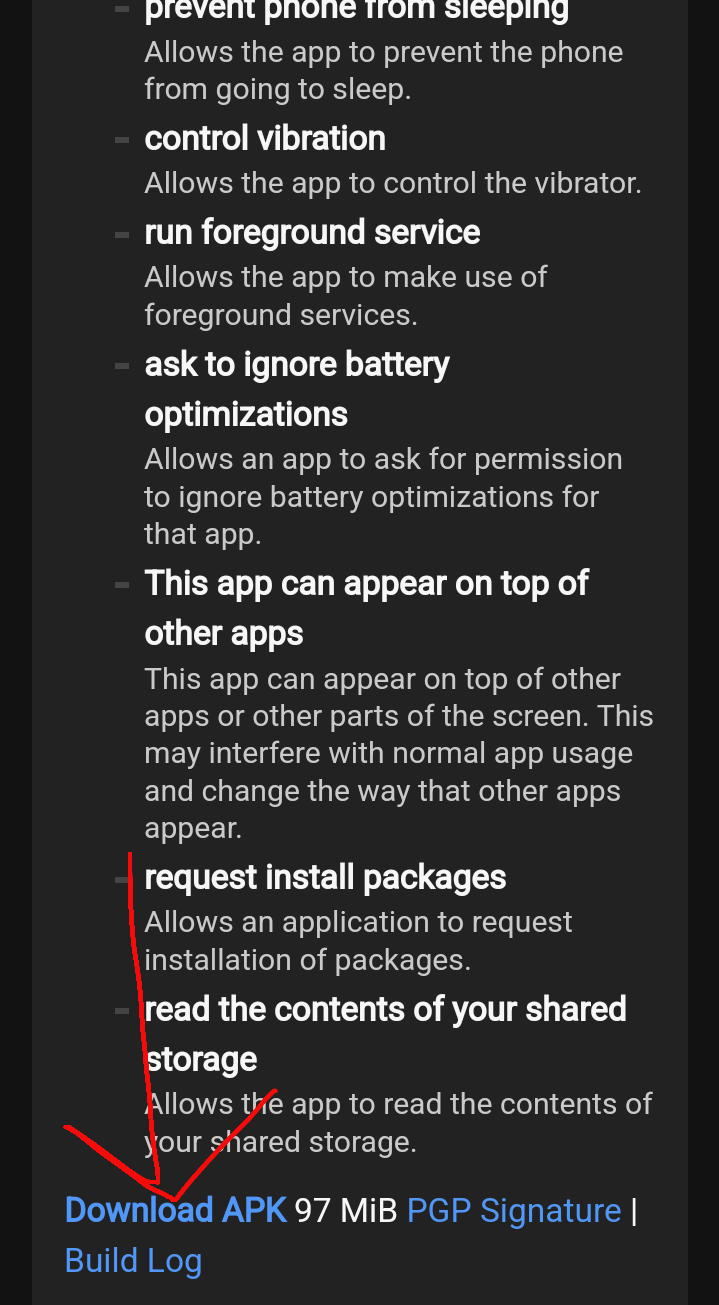 prevent phone from sleeping
Allows the app to prevent the phone
from going to sleep.
control vibration
Allows the app to control the vibrator.
run foreground service
Allows the app to make use of
foreground services.
ask to ignore battery
optimizations
Allows an app to ask for permission
to ignore battery optimizations for
that app.
This app can appear on top of
other apps
This app can appear on top of other
apps or other parts of the screen. This
may interfere with normal app usage
and change the way that other apps
appear.
request install packages
Allows an application to request
installation of packages.
read the contents of your shared
storage
Allows the app to read the contents of
your shared storage.
Download APK 97 MiB PGP Signature |
Build Log